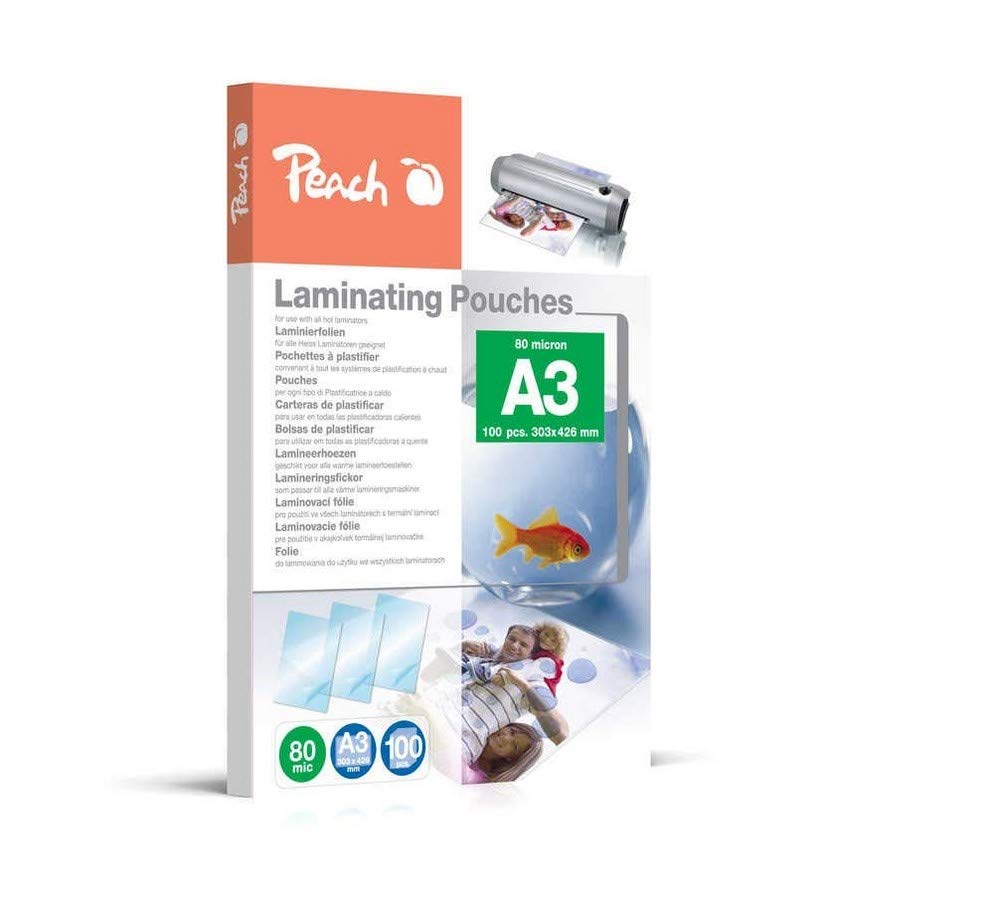 Peach
Peach
Laminating Pouches
for use with all hot laminators
Laminierfolien
für alle Heiss Laminatoren geeignet
Pochettes à plastifier
convenant à tout les systèmes de plastification à chaud
Pouches
per ogni tipo di Plastificatrice a caldo
Carteras de plastificar
para usar en todas las plastificadoras calientes
Bolsas de plastificar
para utilizar em todas as plastificadoras a quente
Lamineerhoezen
geschikt voor alle warme lamineertoestellen
Lamineringsfickor
som passar till alla värme lamineringsmaskiner
Laminovací fólie
pro použití ve všech laminátorech s termální laminací
Laminovacie fólie
pre použitie v akejkoľvek termálnej laminovačke
Folie
do laminowania do użytku we wszystkich laminatorach
80 micron
A3
100 pcs. 303x426 mm
80
mic
A3
303x426
mm
100
pcs.